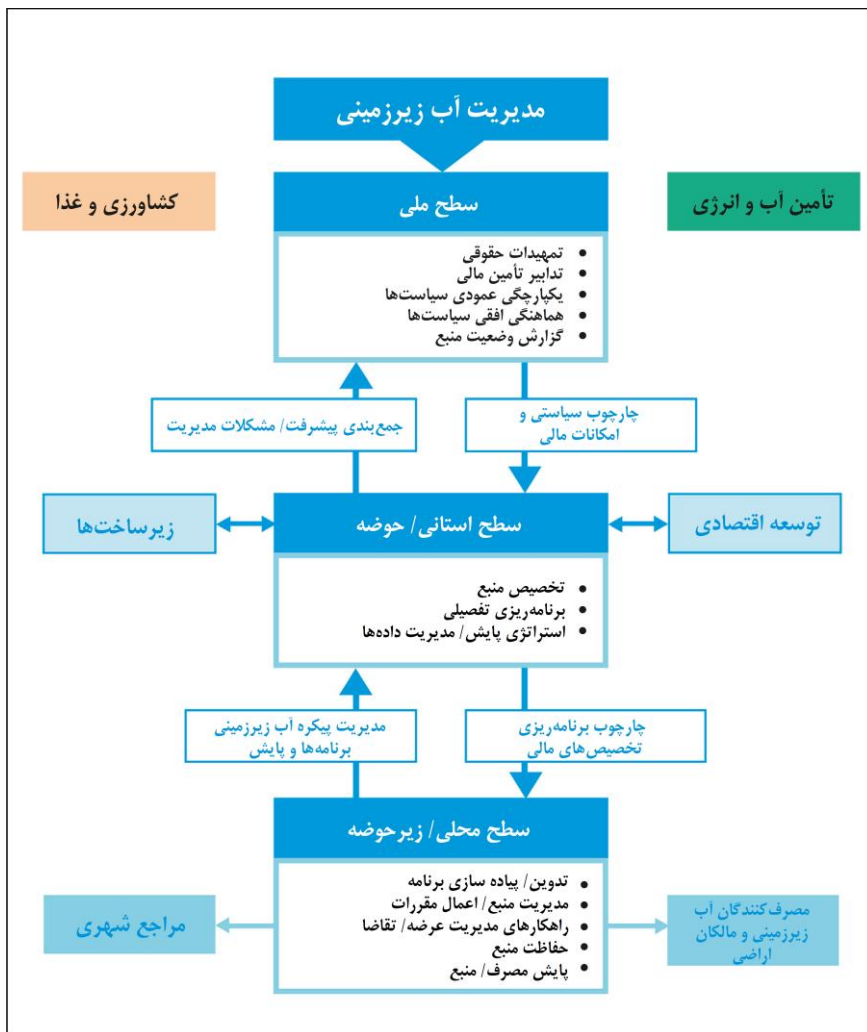 مدیریت آب زیرزمینی
تأمین آب و انرژی
کشاورزی و غذا
سطح ملی
• تمهیدات حقوقی
• تدابیر تأمین مالی
• یکپارچگی عمودی سیاست‌ها
• هماهنگی افقی سیاست‌ها
• گزارش وضعیت منبع
چارچوب سیاستی و
امکانات مالی
جمع‌بندی پیشرفت/ مشکلات مدیریت
توسعه اقتصادی
سطح استانی/ حوضه
زیرساخت‌ها
• تخصیص منبع
• برنامه‌ریزی تفصیلی
• استراتژی پایش/ مدیریت داده‌ها
چارچوب برنامه‌ریزی
تخصیص‌های مالی
مدیریت پیکره آب زیرزمینی
برنامه‌ها و پایش
سطح محلی/ زیرحوضه
• تدوین/ پیاده سازی برنامه
• مدیریت منبع/ اعمال مقررات
• راهکارهای مدیریت عرضه/ تقاضا
• حفاظت منبع
• پایش مصرف/ منبع
مصرف‌کنندگان آب
زیرزمینی و مالکان
اراضی
مراجع شهری